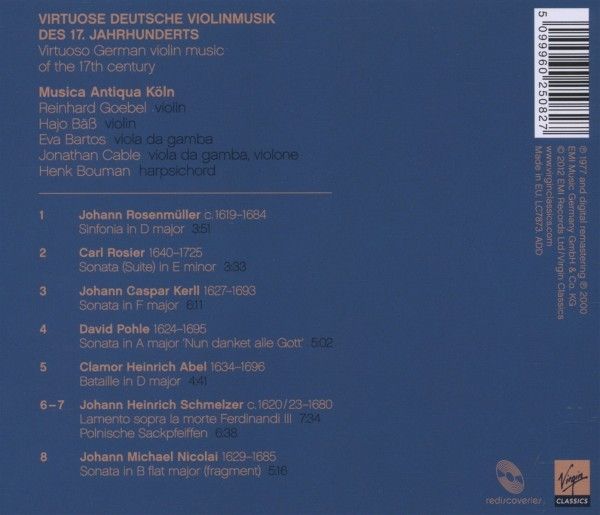 VIRTUOSE DEUTSCHE VIOLINMUSIK
DES 17. JAHRHUNDERTS
Virtuoso German violin music
of the 17th century
Musica Antiqua Köln
Reinhard Goebel violin
Hajo Bäß violin
Eva Bartos viola da gamba
Jonathan Cable viola da gamba, violone
Henk Bouman harpsichord
1 Johann Rosenmüller c.1619–1684
Sinfonia in D major 3:51
2 Carl Rosier 1640–1725
Sonata (Suite) in E minor 3:33
3 Johann Caspar Kerll 1627–1693
Sonata in F major 6:11
4 David Pohle 1624–1695
Sonata in A major 'Nun danket alle Gott' 5:02
5 Clamor Heinrich Abel 1634–1696
Bataille in D major 4:41
6–7 Johann Heinrich Schmelzer c.1620/23–1680
Lamento sopra la morte Ferdinandi III 7:34
Polnische Sackpfeiffen 6:38
8 Johann Michael Nicolai 1629–1685
Sonata in B flat major (fragment) 5:16
5 099960 250827
℗ 1977 and digital remastering ℗ 2000
EMI Music Germany GmbH & Co. KG
© 2012 EMI Records Ltd/Virgin Classics
www.virginclassics.com
Made in EU. LC7873. ADD
rediscoveries
Virgin
CLASSICS